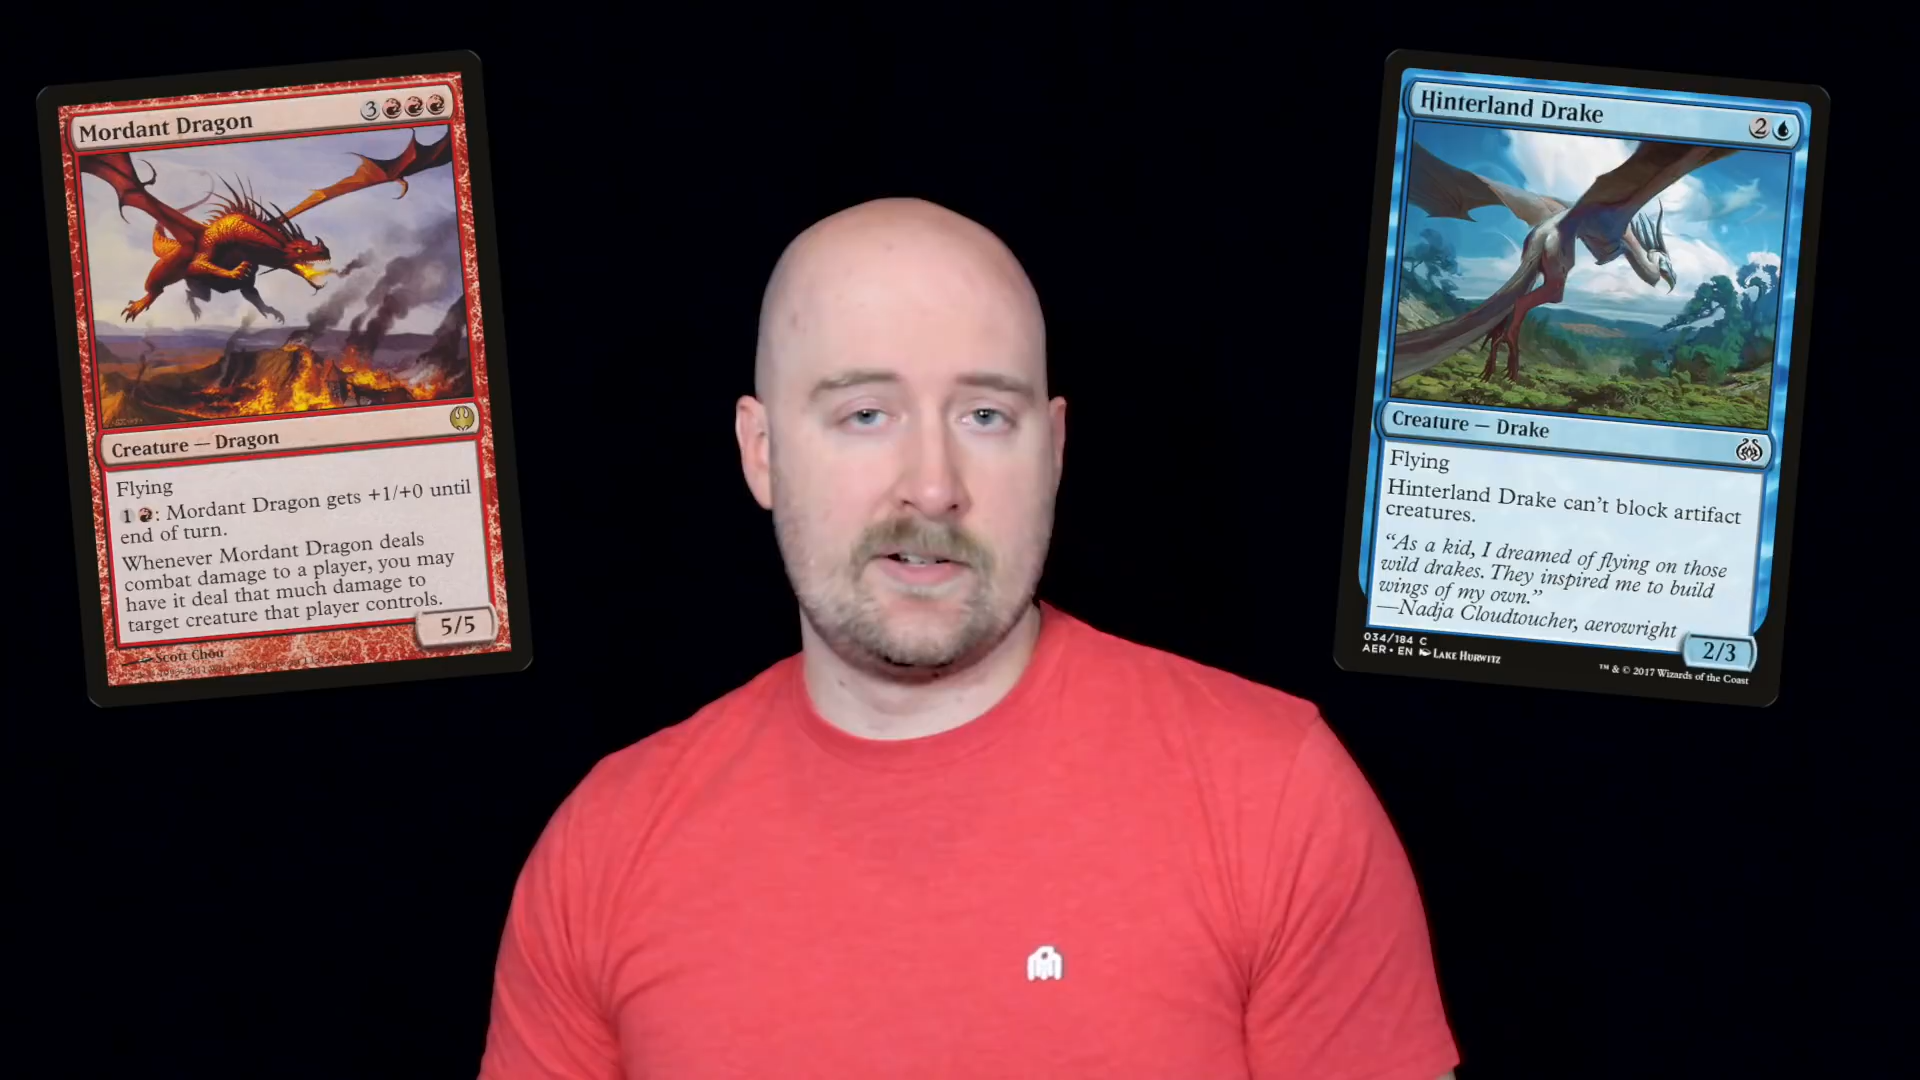 Mordant Dragon
3
Creature — Dragon
Flying
1 : Mordant Dragon gets +1/+0 until
end of turn.
Whenever Mordant Dragon deals
combat damage to a player, you may
have it deal that much damage to
target creature that player controls.
5/5
Scott Chou
Hinterland Drake
2
Creature — Drake
Flying
Hinterland Drake can't block artifact
creatures.
“As a kid, I dreamed of flying on those
wild drakes. They inspired me to build
wings of my own.”
—Nadja Cloudtoucher, aerowright
2/3
034/184 C
AER • EN Lake Hurwitz
™ & © 2017 Wizards of the Coast